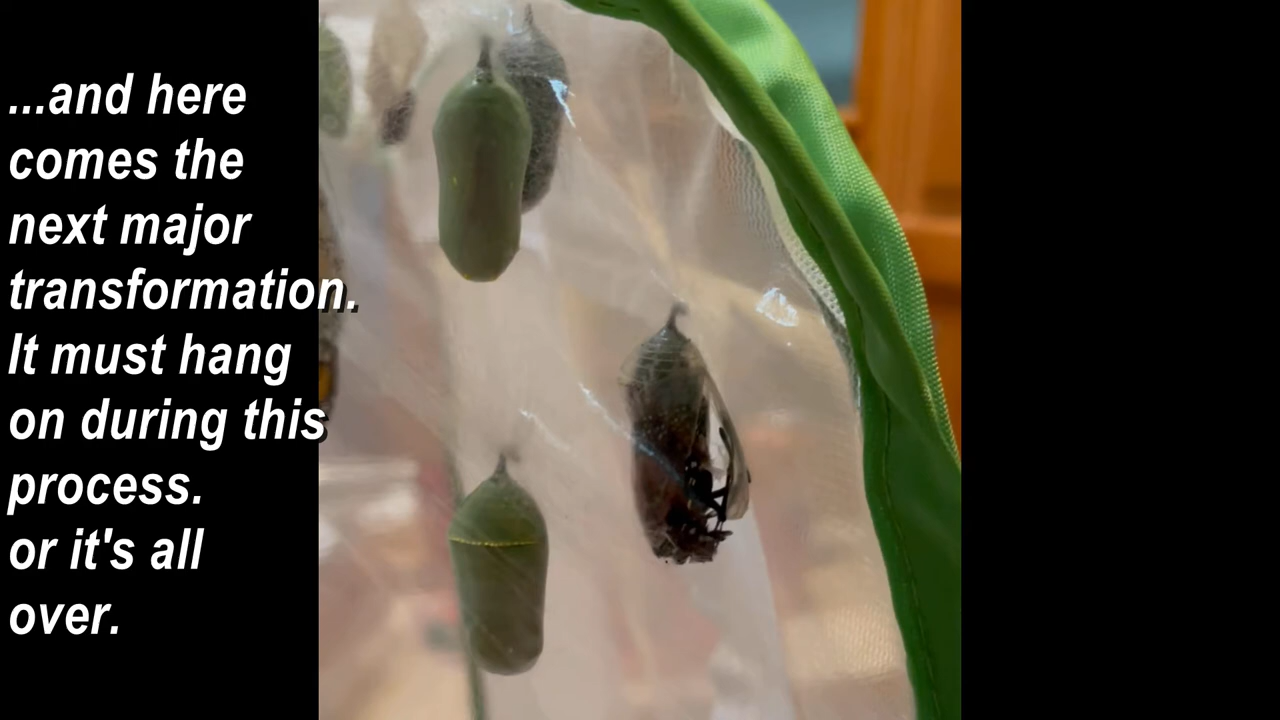 ...and here
comes the
next major
transformation.
It must hang
on during this
process.
or it's all
over.